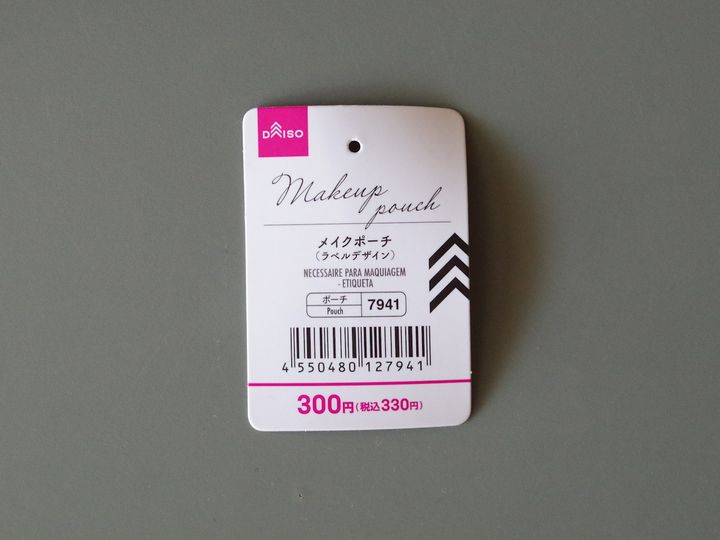 DAISO
Makeup
pouch
メイクポーチ
(ラベルデザイン)
NECESSAIRE PARA MAQUIAGEM
- ETIQUETA
ポーチ
Pouch
7941
4 550480 127941
300円(税込330円)